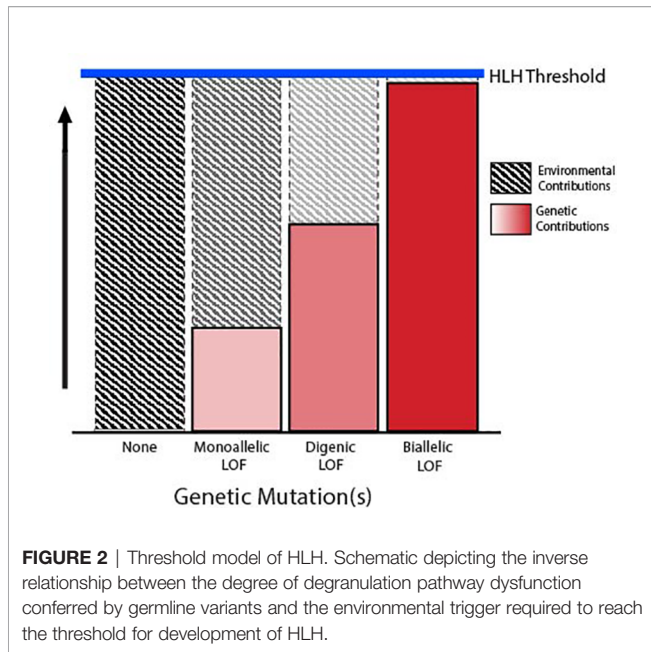 HLH Threshold
Environmental
Contributions
Genetic
Contributions
None
Monoallelic
LOF
Digenic
LOF
Biallelic
LOF
Genetic Mutation(s)
FIGURE 2 | Threshold model of HLH. Schematic depicting the inverse
relationship between the degree of degranulation pathway dysfunction
conferred by germline variants and the environmental trigger required to reach
the threshold for development of HLH.